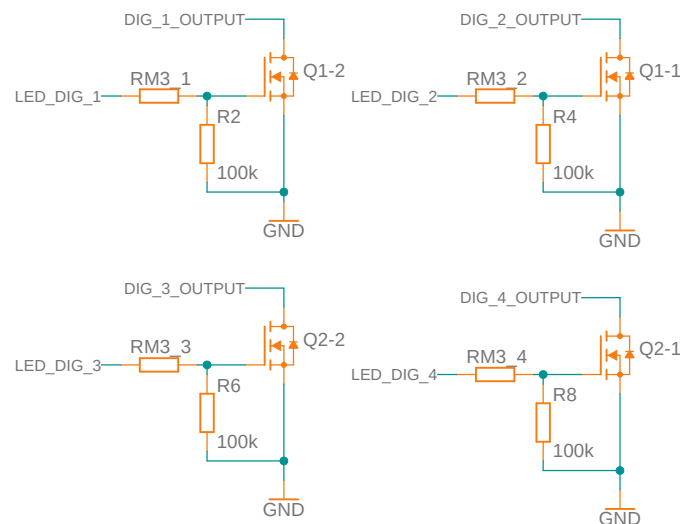 DIG_1_OUTPUT
Q1-2
RM3_1
LED_DIG_1
R2
100k
GND
DIG_2_OUTPUT
Q1-1
RM3_2
LED_DIG_2
R4
100k
GND
DIG_3_OUTPUT
Q2-2
RM3_3
LED_DIG_3
R6
100k
GND
DIG_4_OUTPUT
Q2-1
RM3_4
LED_DIG_4
R8
100k
GND